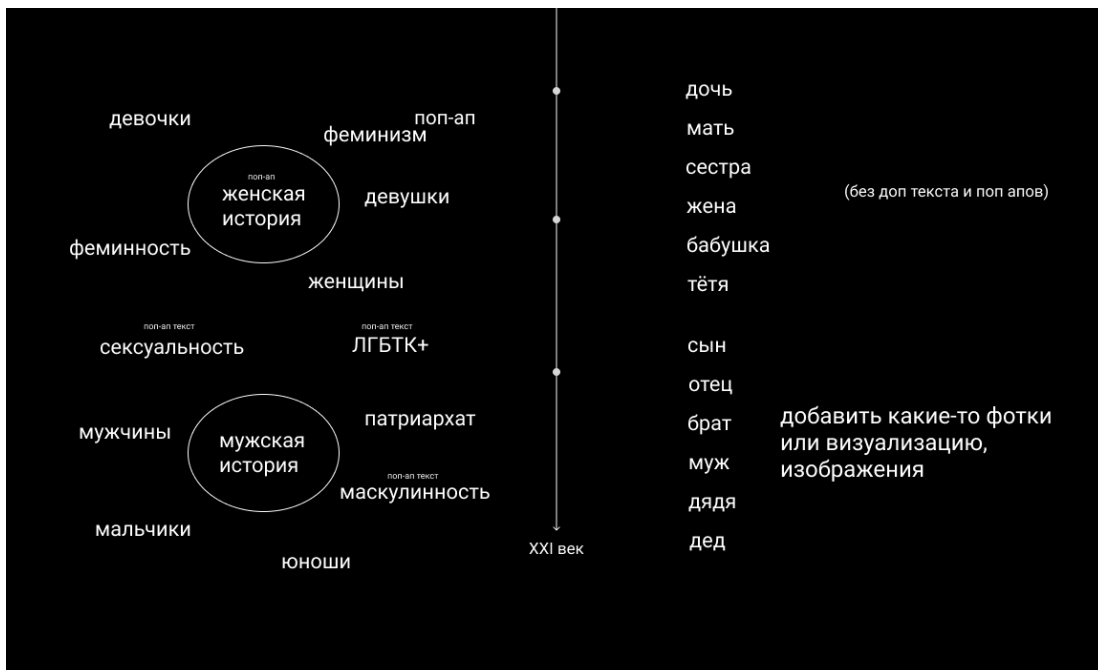 девочки
поп-ап
феминизм
поп-ап
женская
история
девушки
феминность
женщины
поп-ап текст
сексуальность
поп-ап текст
ЛГБТК+
мужчины
мужская
история
патриархат
поп-ап текст
маскулинность
мальчики
юноши
XXI век
дочь
мать
сестра
жена
бабушка
тётя
(без доп текста и поп апов)
сын
отец
брат
муж
дядя
дед
добавить какие-то фотки
или визуализацию,
изображения